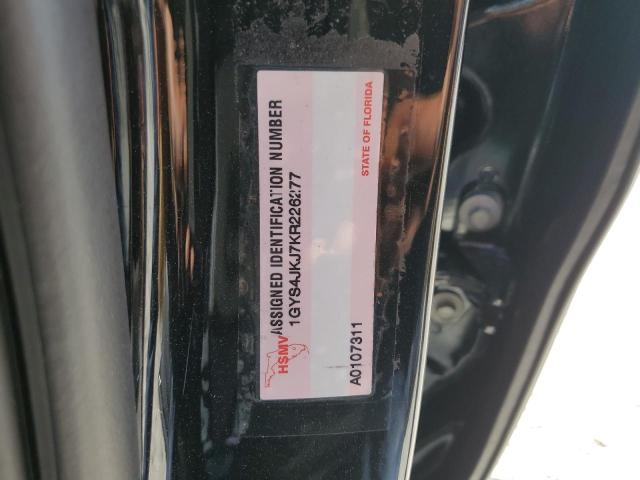 ASSIGNED IDENTIFICATION NUMBER
1GYS4JKJ7KR226277
HSMV
A0107311
STATE OF FLORIDA